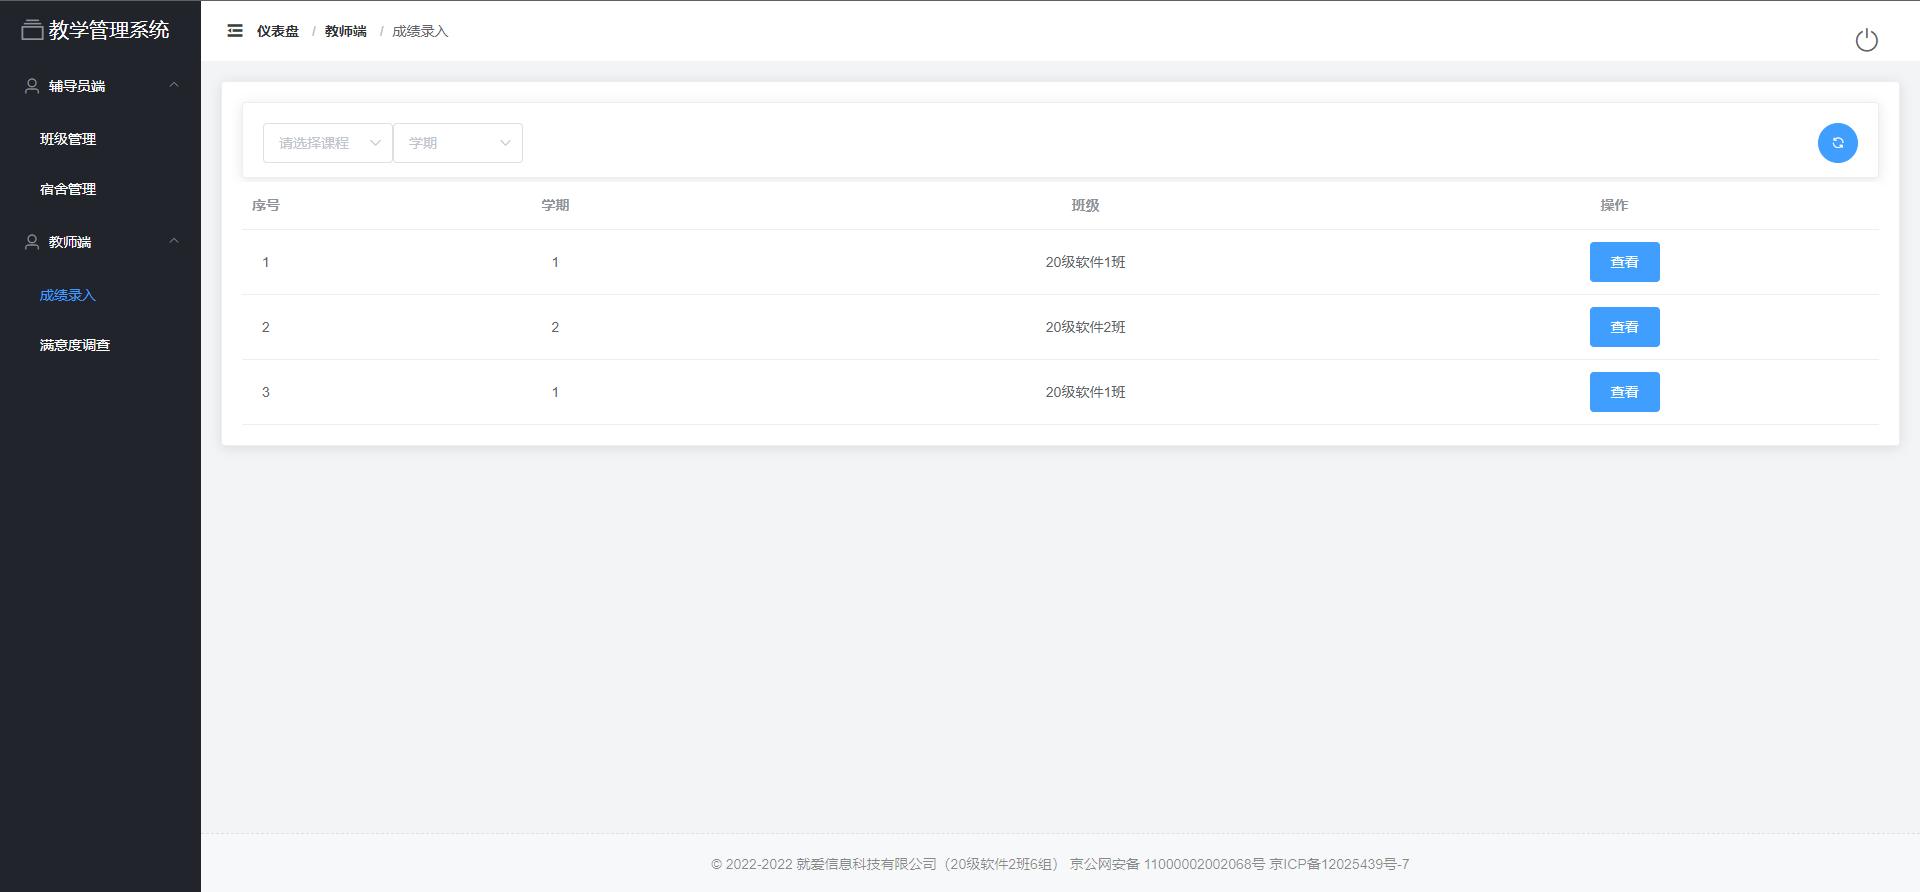 教学管理系统
辅导员端
班级管理
宿舍管理
教师端
成绩录入
满意度调查
仪表盘 / 教师端 / 成绩录入
请选择课程 学期
序号 学期 班级 操作
1 1 20级软件1班 查看
2 2 20级软件2班 查看
3 1 20级软件1班 查看
© 2022-2022 就爱信息科技有限公司（20级软件2班6组） 京公网安备 11000002002068号 京ICP备12025439号-7